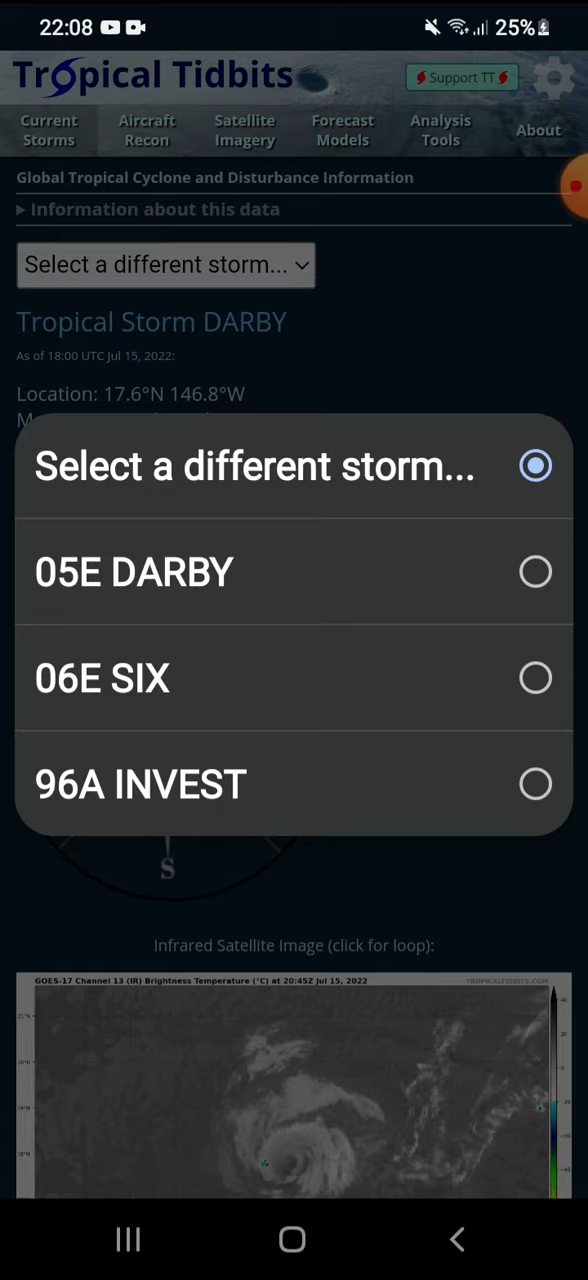 22:08
25%
Tropical Tidbits
Support TT
Current Storms
Aircraft Recon
Satellite Imagery
Forecast Models
Analysis Tools
About
Global Tropical Cyclone and Disturbance Information
Information about this data
Select a different storm...
Tropical Storm DARBY
As of 18:00 UTC Jul 15, 2022:
Location: 17.6°N 146.8°W
Select a different storm...
05E DARBY
06E SIX
96A INVEST
S
Infrared Satellite Image (click for loop):
GOES-17 Channel 13 (IR) Brightness Temperature (°C) at 20:45Z Jul 15, 2022
TROPICALTIDBITS.COM